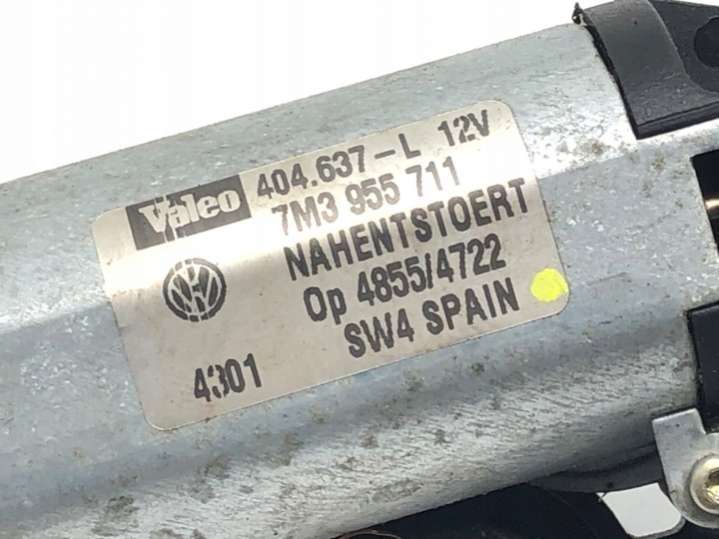 Valeo 404.637-L 12V
7M3 955 711
NAHENTSTOERT
Op 4855/4722
SW4 SPAIN
4301